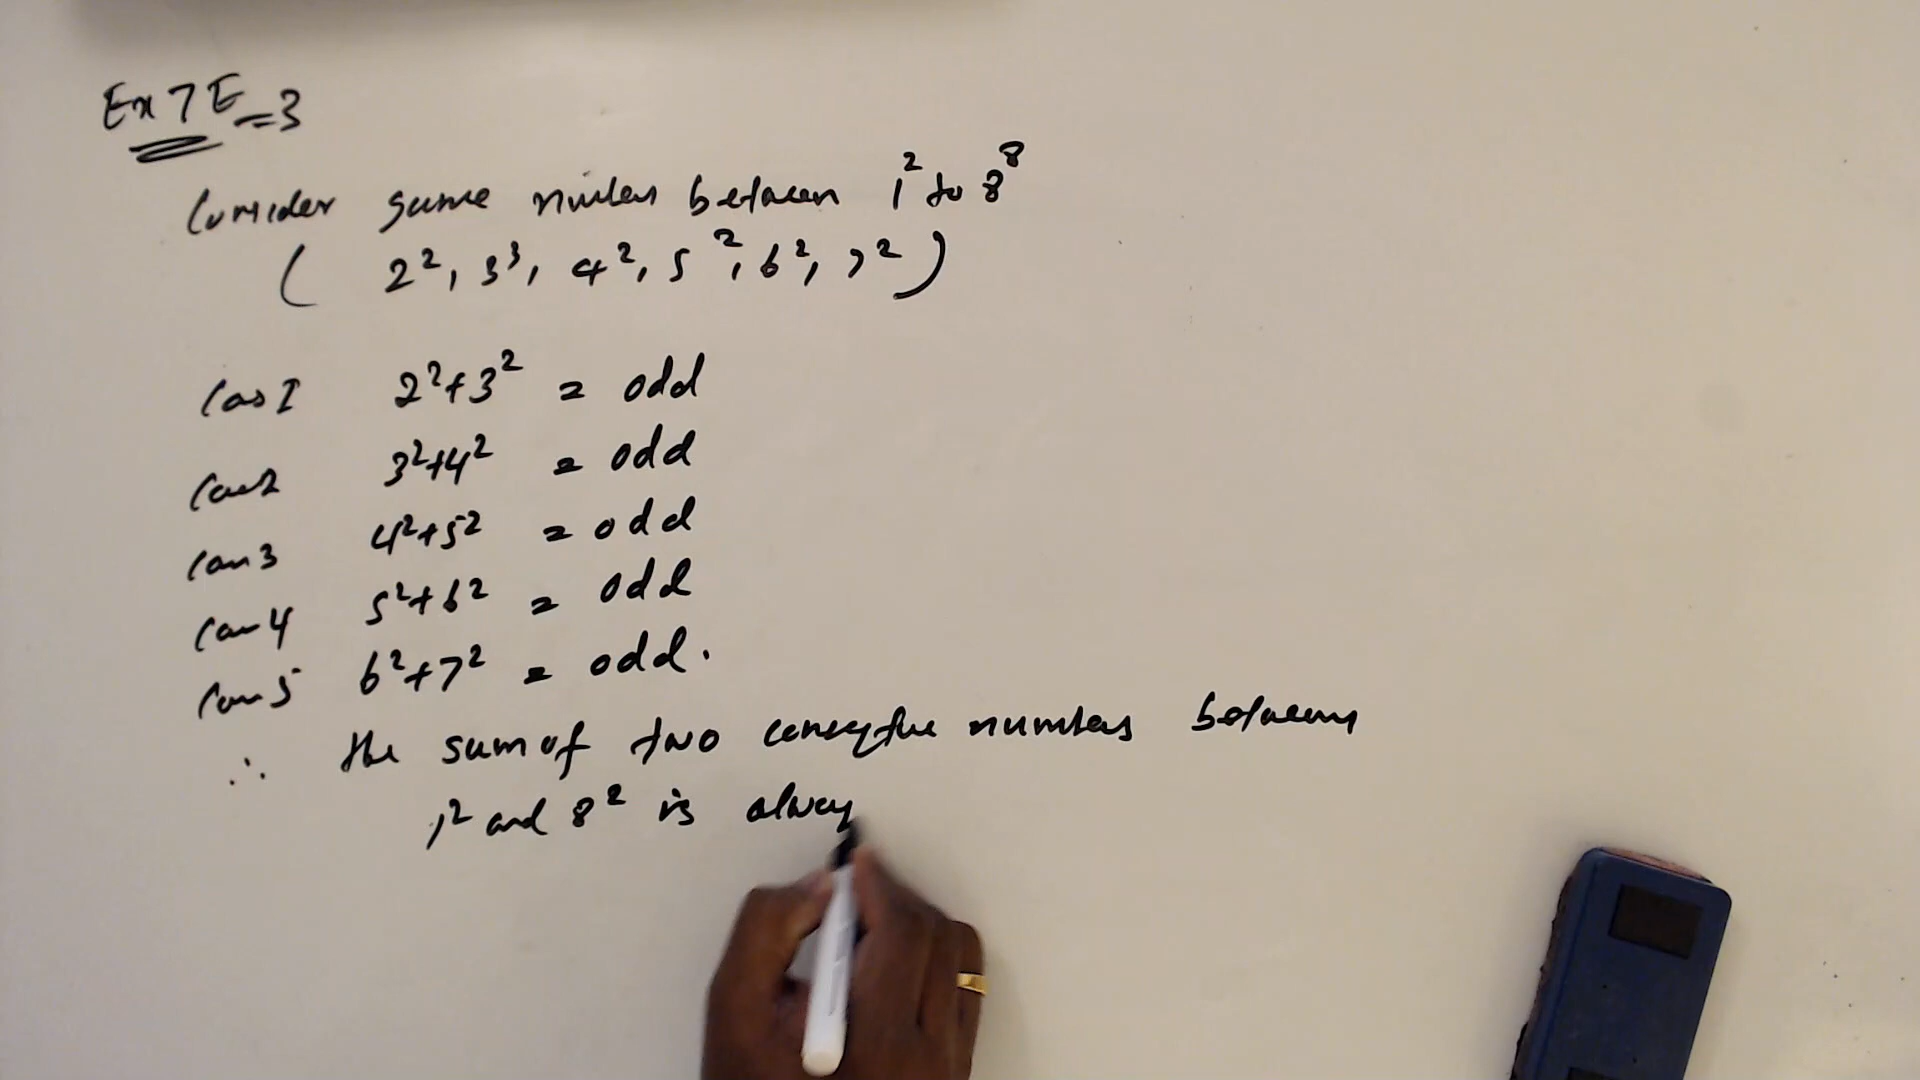 Ex 7E = 3
Consider square numbers between 1² to 8⁸
( 2², 3³, 4², 5², 6², 7² )
Case 1 2²+3² = odd
Case 2 3²+4² = odd
Case 3 4²+5² = odd
Case 4 5²+6² = odd
Case 5 6²+7² = odd.
∴ the sum of two consecutive numbers between
1² and 8² is alway